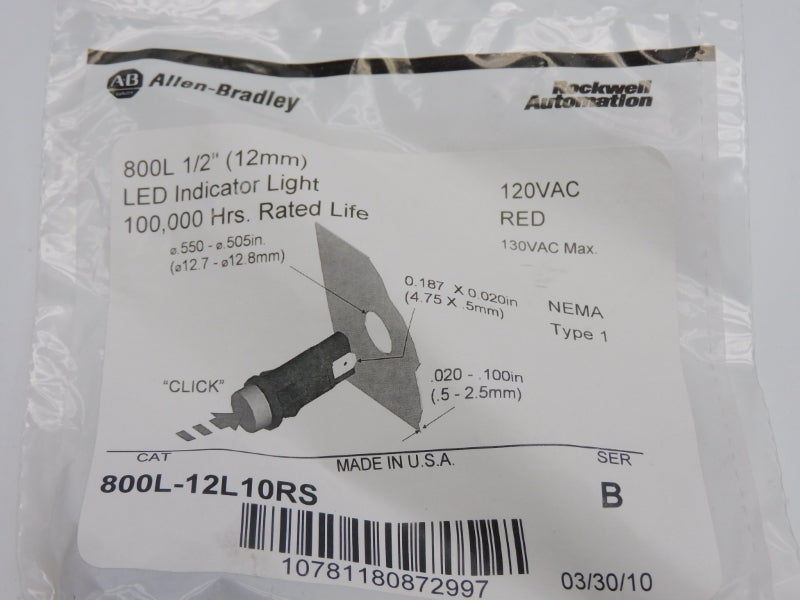 AB Allen-Bradley
Rockwell
Automation
800L 1/2" (12mm)
LED Indicator Light
100,000 Hrs. Rated Life
120VAC
RED
130VAC Max.
ø.550 - ø.505in.
(ø12.7 - ø12.8mm)
0.187 X 0.020in
(4.75 X .5mm)
NEMA
Type 1
"CLICK"
.020 - .100in
(.5 - 2.5mm)
CAT
MADE IN U.S.A.
SER
800L-12L10RS
B
10781180872997
03/30/10